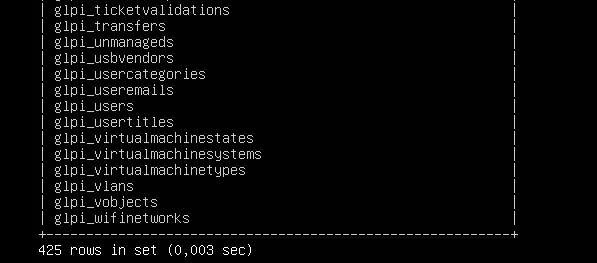 | glpi_ticketvalidations |
| glpi_transfers |
| glpi_unmanageds |
| glpi_usbvendors |
| glpi_usercategories |
| glpi_useremails |
| glpi_users |
| glpi_usertitles |
| glpi_virtualmachinestates |
| glpi_virtualmachinesystems |
| glpi_virtualmachinetypes |
| glpi_vlans |
| glpi_vobjects |
| glpi_wifinetworks |
+----------------------------------------------------------+
425 rows in set (0,003 sec)